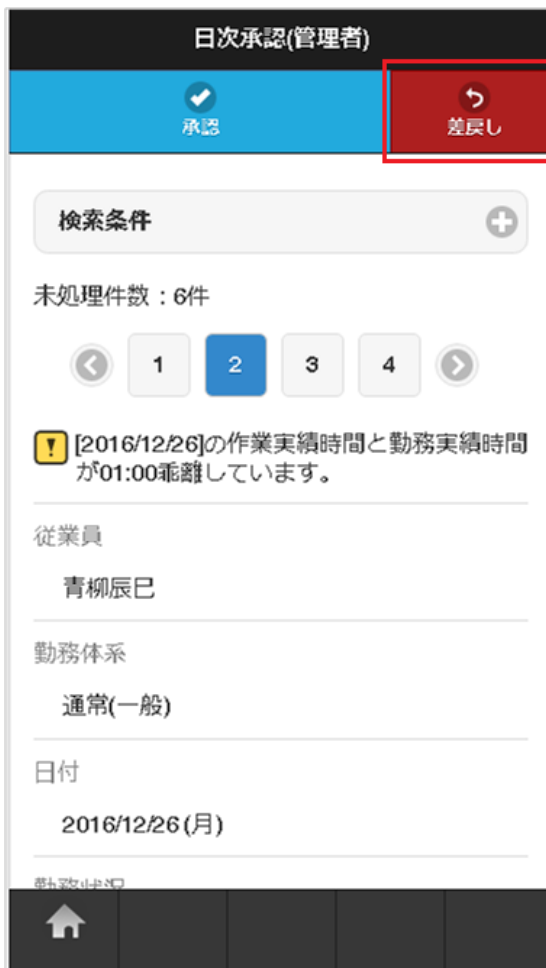 日次承認(管理者)
承認
差戻し
検索条件
未処理件数：6件
1 2 3 4
[2016/12/26]の作業実績時間と勤務実績時間
が01:00乖離しています。
従業員
青柳辰巳
勤務体系
通常(一般)
日付
2016/12/26 (月)
勤務状況